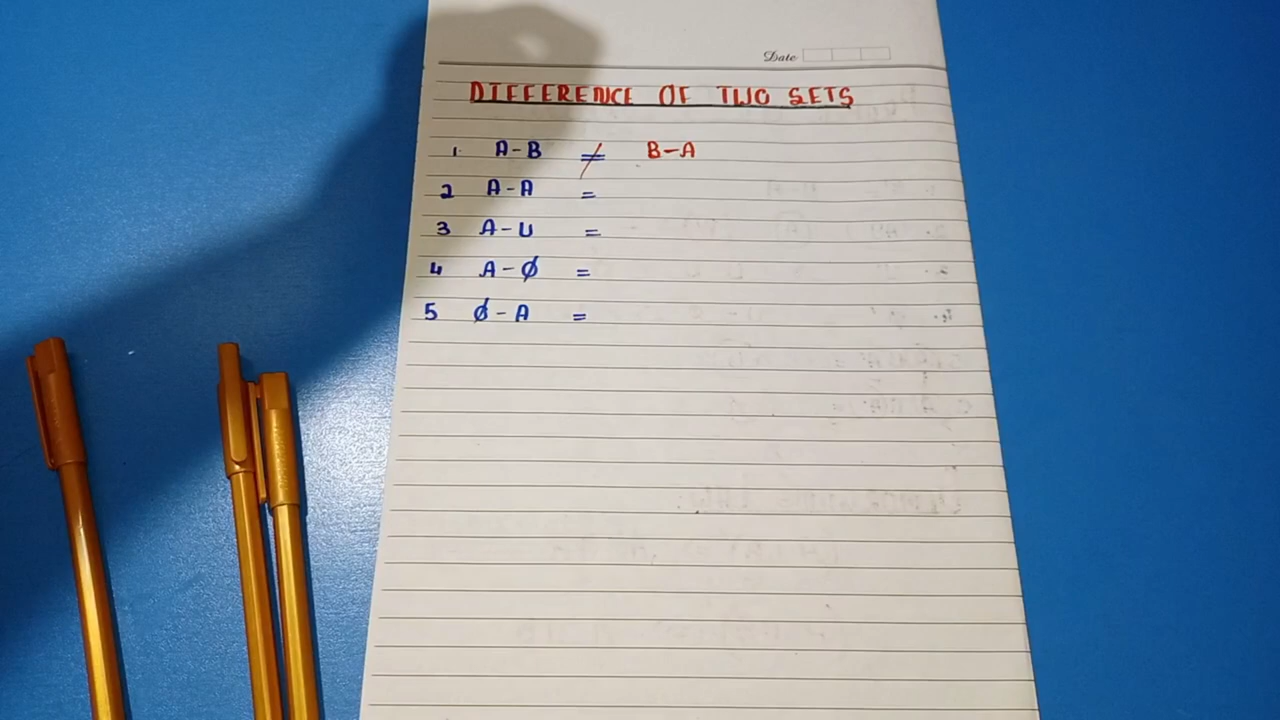 Date
DIFFERENCE OF TWO SETS
1. A-B ≠ B-A
2 A-A =
3 A-U =
4 A-Ø =
5 Ø-A =